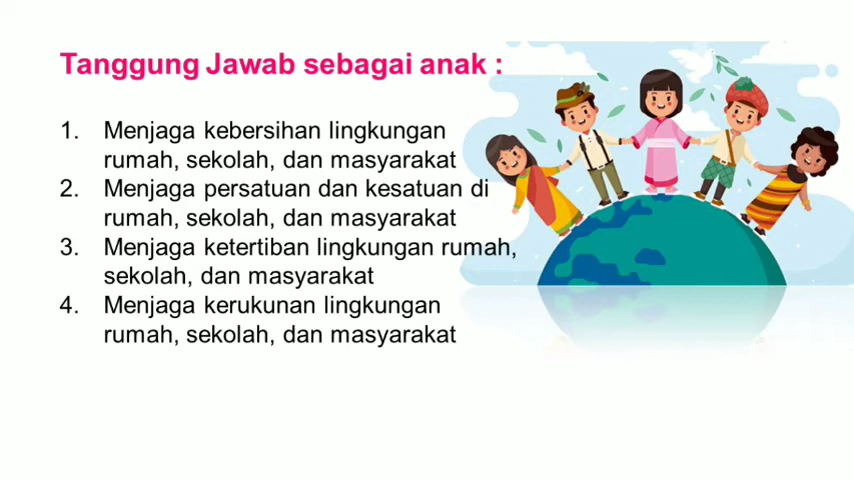 Tanggung Jawab sebagai anak :
1. Menjaga kebersihan lingkungan
rumah, sekolah, dan masyarakat
2. Menjaga persatuan dan kesatuan di
rumah, sekolah, dan masyarakat
3. Menjaga ketertiban lingkungan rumah,
sekolah, dan masyarakat
4. Menjaga kerukunan lingkungan
rumah, sekolah, dan masyarakat